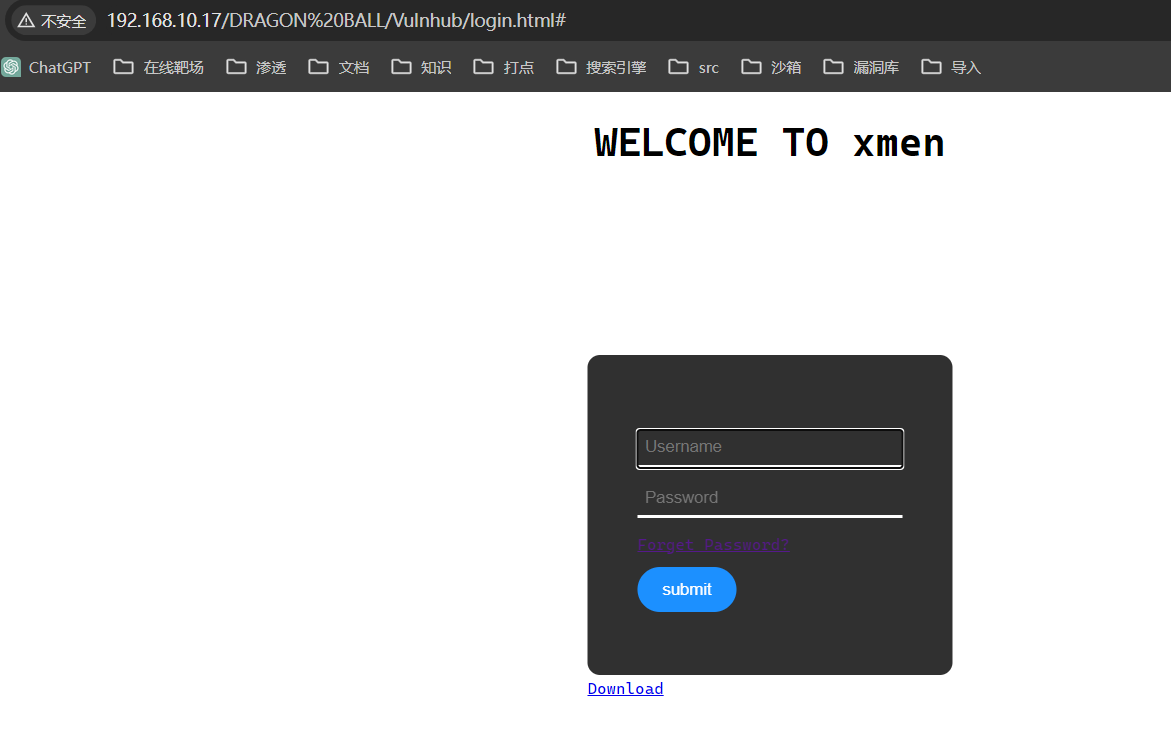 不安全 192.168.10.17/DRAGON%20BALL/Vulnhub/login.html#
ChatGPT 在线靶场 渗透 文档 知识 打点 搜索引擎 src 沙箱 漏洞库 导入
WELCOME TO xmen
Username
Password
Forgot Password?
submit
Download